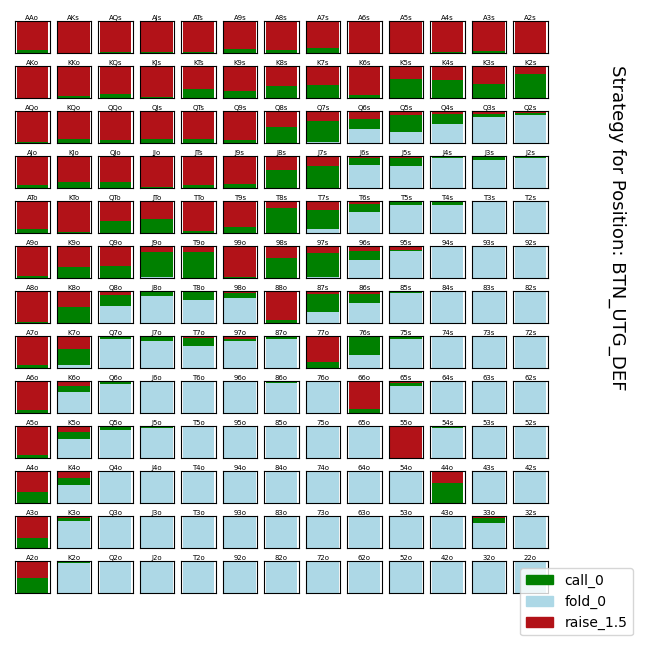 AAo AKs AQs AJs ATs A9s A8s A7s A6s A5s A4s A3s A2s
AKo KKo KQs KJs KTs K9s K8s K7s K6s K5s K4s K3s K2s
AQo KQo QQo QJs QTs Q9s Q8s Q7s Q6s Q5s Q4s Q3s Q2s
AJo KJo QJo JJo JTs J9s J8s J7s J6s J5s J4s J3s J2s
ATo KTo QTo JTo TTo T9s T8s T7s T6s T5s T4s T3s T2s
A9o K9o Q9o J9o T9o 99o 98s 97s 96s 95s 94s 93s 92s
A8o K8o Q8o J8o T8o 98o 88o 87s 86s 85s 84s 83s 82s
A7o K7o Q7o J7o T7o 97o 87o 77o 76s 75s 74s 73s 72s
A6o K6o Q6o J6o T6o 96o 86o 76o 66o 65s 64s 63s 62s
A5o K5o Q5o J5o T5o 95o 85o 75o 65o 55o 54s 53s 52s
A4o K4o Q4o J4o T4o 94o 84o 74o 64o 54o 44o 43s 42s
A3o K3o Q3o J3o T3o 93o 83o 73o 63o 53o 43o 33o 32s
A2o K2o Q2o J2o T2o 92o 82o 72o 62o 52o 42o 32o 22o
Strategy for Position: BTN_UTG_DEF
call_0
fold_0
raise_1.5